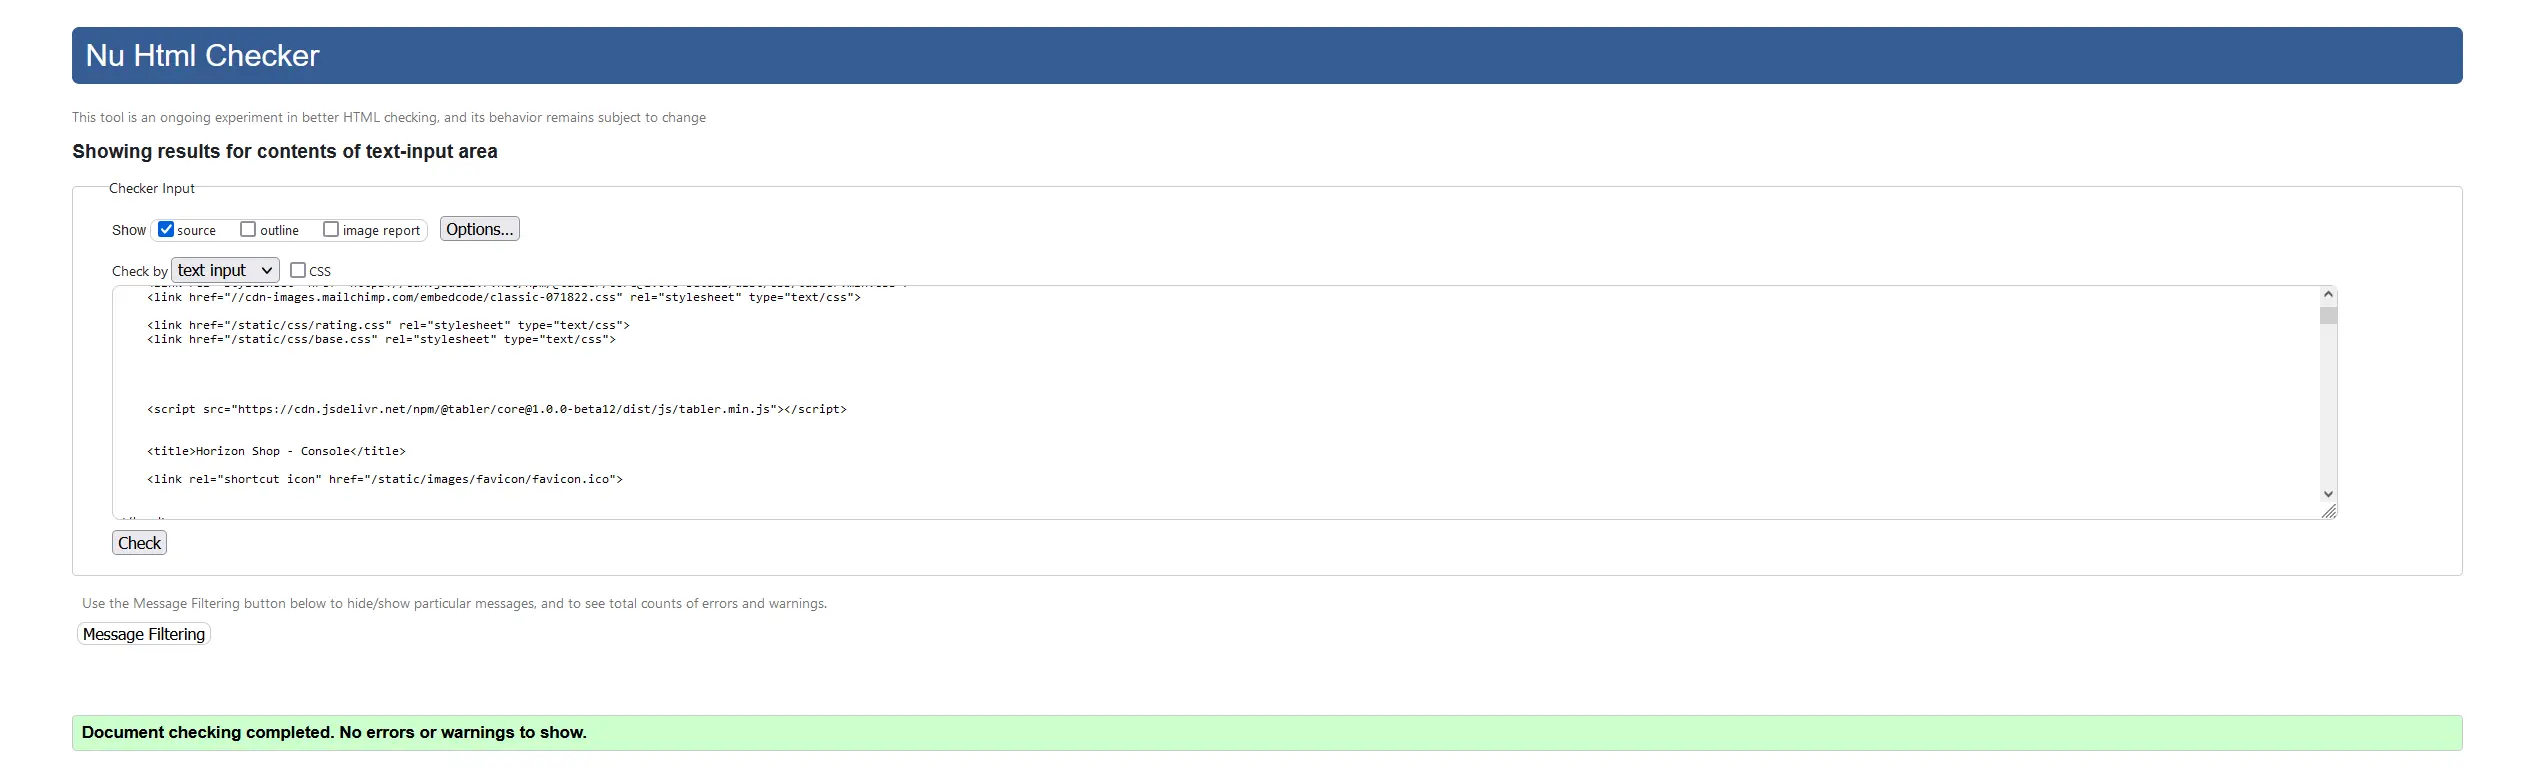 Nu Html Checker
This tool is an ongoing experiment in better HTML checking, and its behavior remains subject to change
Showing results for contents of text-input area
Checker Input
Show source outline image report Options...
Check by text input CSS
<link href="//cdn-images.mailchimp.com/embedcode/classic-071822.css" rel="stylesheet" type="text/css">
<link href="/static/css/rating.css" rel="stylesheet" type="text/css">
<link href="/static/css/base.css" rel="stylesheet" type="text/css">
<script src="https://cdn.jsdelivr.net/npm/@tabler/core@1.0.0-beta12/dist/js/tabler.min.js"></script>
<title>Horizon Shop - Console</title>
<link rel="shortcut icon" href="/static/images/favicon/favicon.ico">
Check
Use the Message Filtering button below to hide/show particular messages, and to see total counts of errors and warnings.
Message Filtering
Document checking completed. No errors or warnings to show.